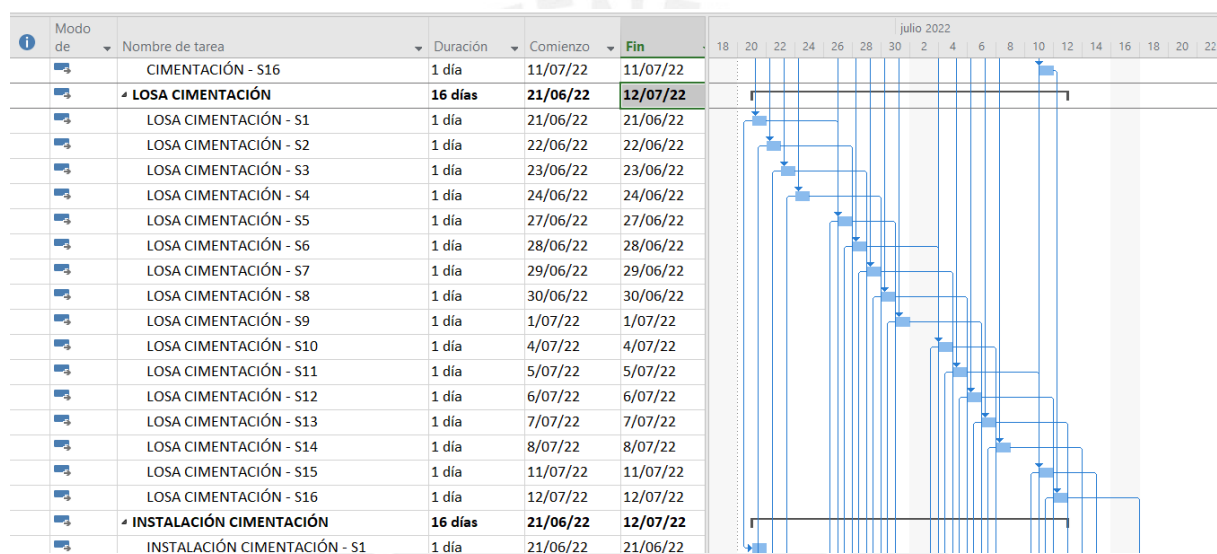 Modo de Nombre de tarea Duración Comienzo Fin
julio 2022
18 20 22 24 26 28 30 2 4 6 8 10 12 14 16 18 20 22
CIMENTACIÓN - S16 1 día 11/07/22 11/07/22
LOSA CIMENTACIÓN 16 días 21/06/22 12/07/22
LOSA CIMENTACIÓN - S1 1 día 21/06/22 21/06/22
LOSA CIMENTACIÓN - S2 1 día 22/06/22 22/06/22
LOSA CIMENTACIÓN - S3 1 día 23/06/22 23/06/22
LOSA CIMENTACIÓN - S4 1 día 24/06/22 24/06/22
LOSA CIMENTACIÓN - S5 1 día 27/06/22 27/06/22
LOSA CIMENTACIÓN - S6 1 día 28/06/22 28/06/22
LOSA CIMENTACIÓN - S7 1 día 29/06/22 29/06/22
LOSA CIMENTACIÓN - S8 1 día 30/06/22 30/06/22
LOSA CIMENTACIÓN - S9 1 día 1/07/22 1/07/22
LOSA CIMENTACIÓN - S10 1 día 4/07/22 4/07/22
LOSA CIMENTACIÓN - S11 1 día 5/07/22 5/07/22
LOSA CIMENTACIÓN - S12 1 día 6/07/22 6/07/22
LOSA CIMENTACIÓN - S13 1 día 7/07/22 7/07/22
LOSA CIMENTACIÓN - S14 1 día 8/07/22 8/07/22
LOSA CIMENTACIÓN - S15 1 día 11/07/22 11/07/22
LOSA CIMENTACIÓN - S16 1 día 12/07/22 12/07/22
INSTALACIÓN CIMENTACIÓN 16 días 21/06/22 12/07/22
INSTALACIÓN CIMENTACIÓN - S1 1 día 21/06/22 21/06/22